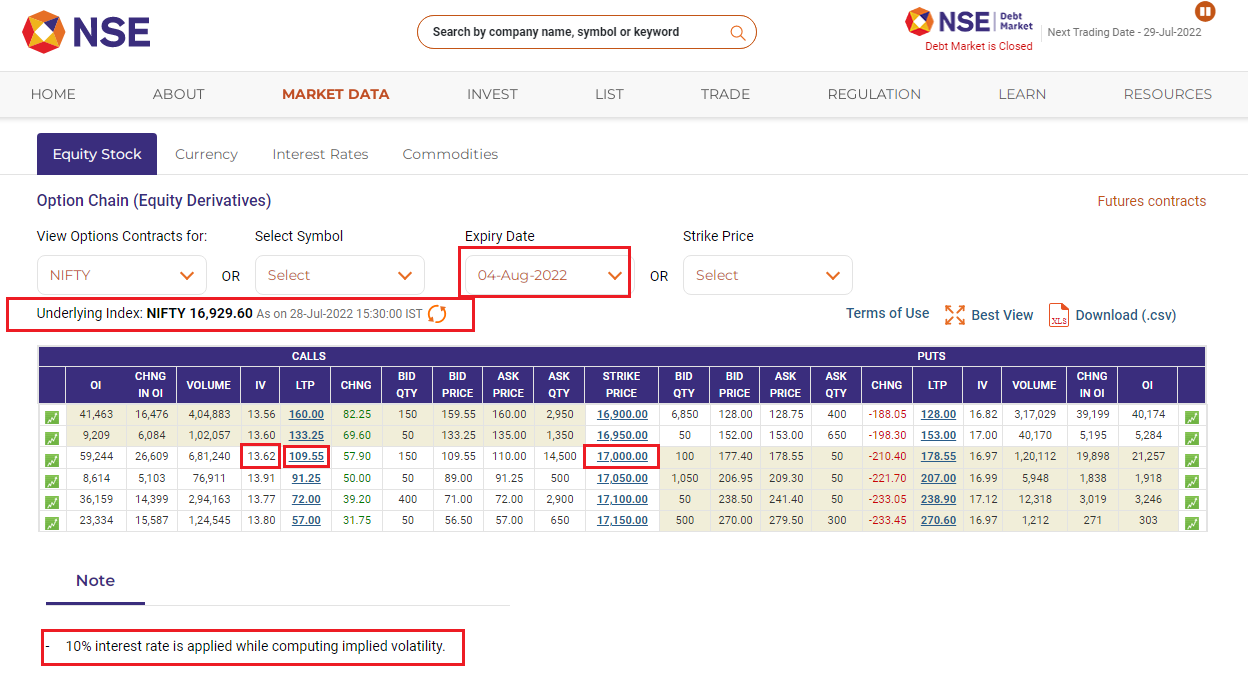 NSE
Search by company name, symbol or keyword
NSE Debt Market
Debt Market is Closed
Next Trading Date - 29-Jul-2022
HOME ABOUT MARKET DATA INVEST LIST TRADE REGULATION LEARN RESOURCES
Equity Stock Currency Interest Rates Commodities
Option Chain (Equity Derivatives) Futures contracts
View Options Contracts for: Select Symbol Expiry Date Strike Price
NIFTY OR Select 04-Aug-2022 OR Select
Underlying Index: NIFTY 16,929.60 As on 28-Jul-2022 15:30:00 IST Terms of Use Best View XLS Download (.csv)
CALLS PUTS
OI CHNG IN OI VOLUME IV LTP CHNG BID QTY BID PRICE ASK PRICE ASK QTY STRIKE PRICE BID QTY BID PRICE ASK PRICE ASK QTY CHNG LTP IV VOLUME CHNG IN OI OI
41,463 16,476 4,04,883 13.56 160.00 82.25 150 159.55 160.00 2,950 16,900.00 6,850 128.00 128.75 400 -188.05 128.00 16.82 3,17,029 39,199 40,174
9,209 6,084 1,02,057 13.60 133.25 69.60 50 133.25 135.00 1,350 16,950.00 50 152.00 153.00 650 -198.30 153.00 17.00 40,170 5,195 5,284
59,244 26,609 6,81,240 13.62 109.55 57.90 150 109.55 110.00 14,500 17,000.00 100 177.40 178.55 50 -210.40 178.55 16.97 1,20,112 19,898 21,257
8,614 5,103 76,911 13.91 91.25 50.00 50 89.00 91.25 500 17,050.00 1,050 206.95 209.30 50 -221.70 207.00 16.99 5,948 1,838 1,918
36,159 14,399 2,94,163 13.77 72.00 39.20 400 71.00 72.00 2,900 17,100.00 50 238.50 241.40 50 -233.05 238.90 17.12 12,318 3,019 3,246
23,334 15,587 1,24,545 13.80 57.00 31.75 50 56.50 57.00 650 17,150.00 500 270.00 279.50 300 -233.45 270.60 16.97 1,212 271 303
Note
- 10% interest rate is applied while computing implied volatility.